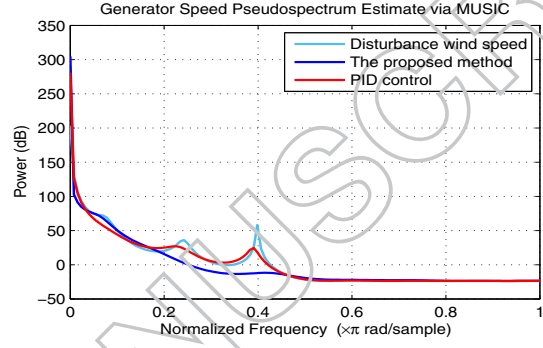 Generator Speed Pseudospectrum Estimate via MUSIC
350
300
250
200
150
100
50
0
−50
Power (dB)
Disturbance wind speed
The proposed method
PID control
0 0.2 0.4 0.6 0.8 1
Normalized Frequency (×π rad/sample)